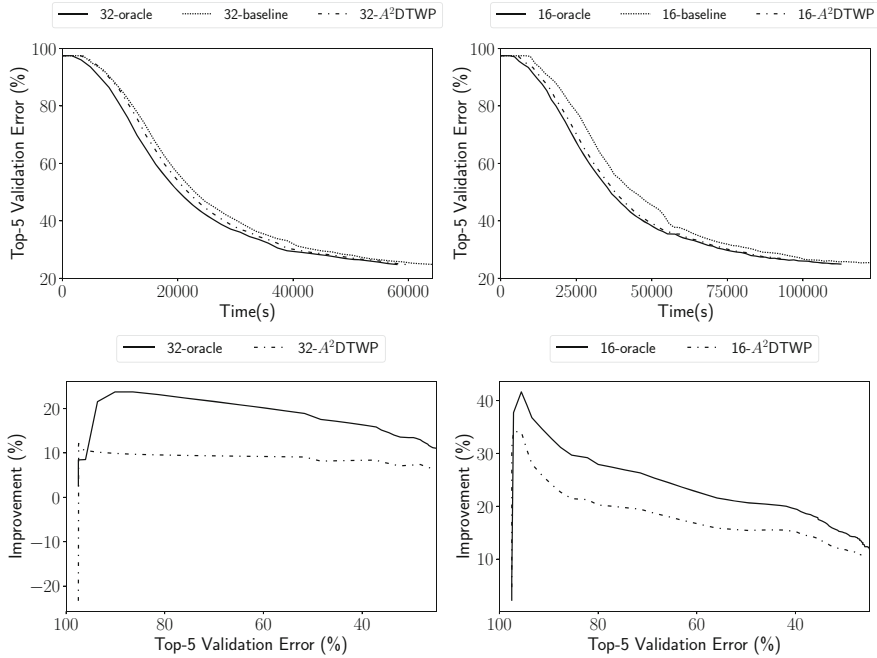 32-oracle 32-baseline 32-A²DTWP
Top-5 Validation Error (%)
100
80
60
40
20
0 20000 40000 60000
Time(s)
16-oracle 16-baseline 16-A²DTWP
Top-5 Validation Error (%)
100
80
60
40
20
0 25000 50000 75000 100000
Time(s)
32-oracle 32-A²DTWP
Improvement (%)
20
10
0
−10
−20
100 80 60 40
Top-5 Validation Error (%)
16-oracle 16-A²DTWP
Improvement (%)
40
30
20
10
100 80 60 40
Top-5 Validation Error (%)